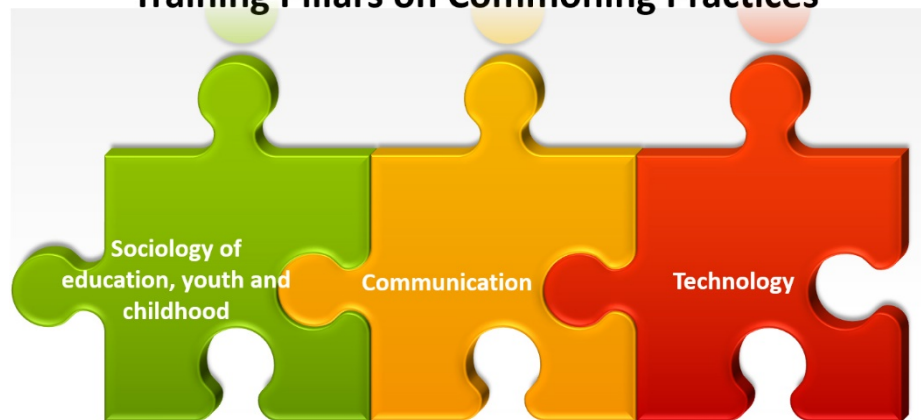 Training Pillars on Commoning Practices
Sociology of
education, youth and
childhood
Communication
Technology